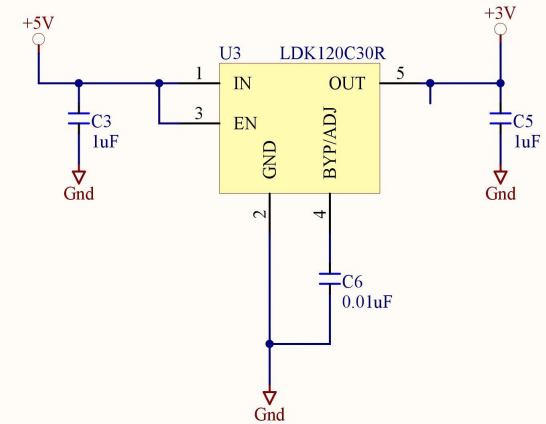 +5V
+3V
U3 LDK120C30R
1 IN
OUT 5
3 EN
C3
1uF
C5
1uF
GND
BYP/ADJ
Gnd
Gnd
2
4
C6
0.01uF
Gnd